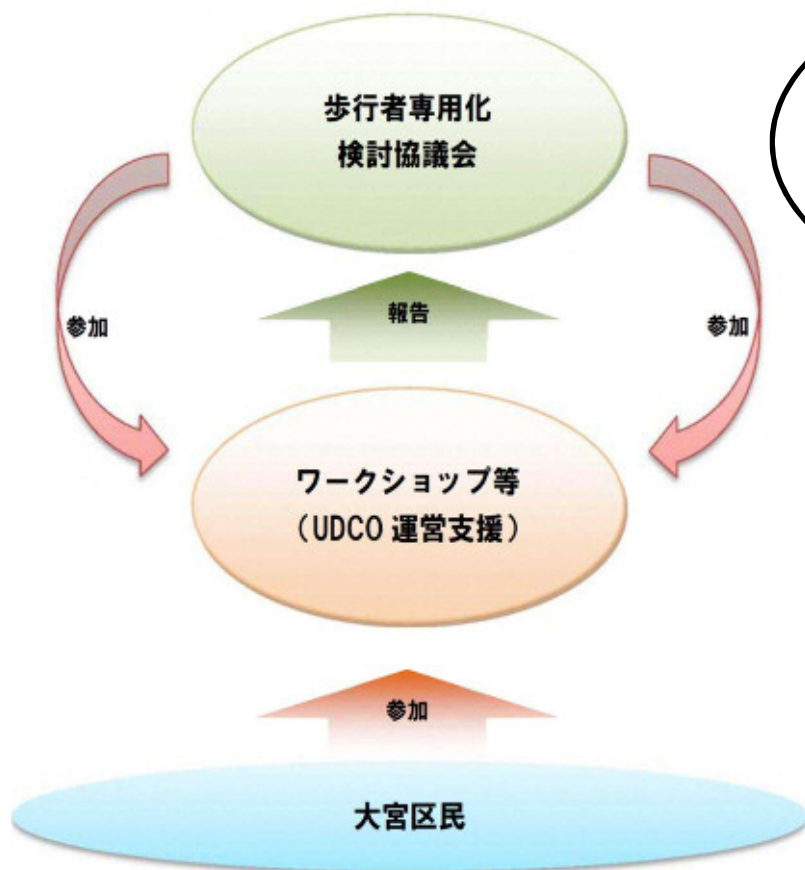 歩行者専用化
検討協議会
報告
参加
参加
ワークショップ等
（UDCO 運営支援）
参加
大宮区民